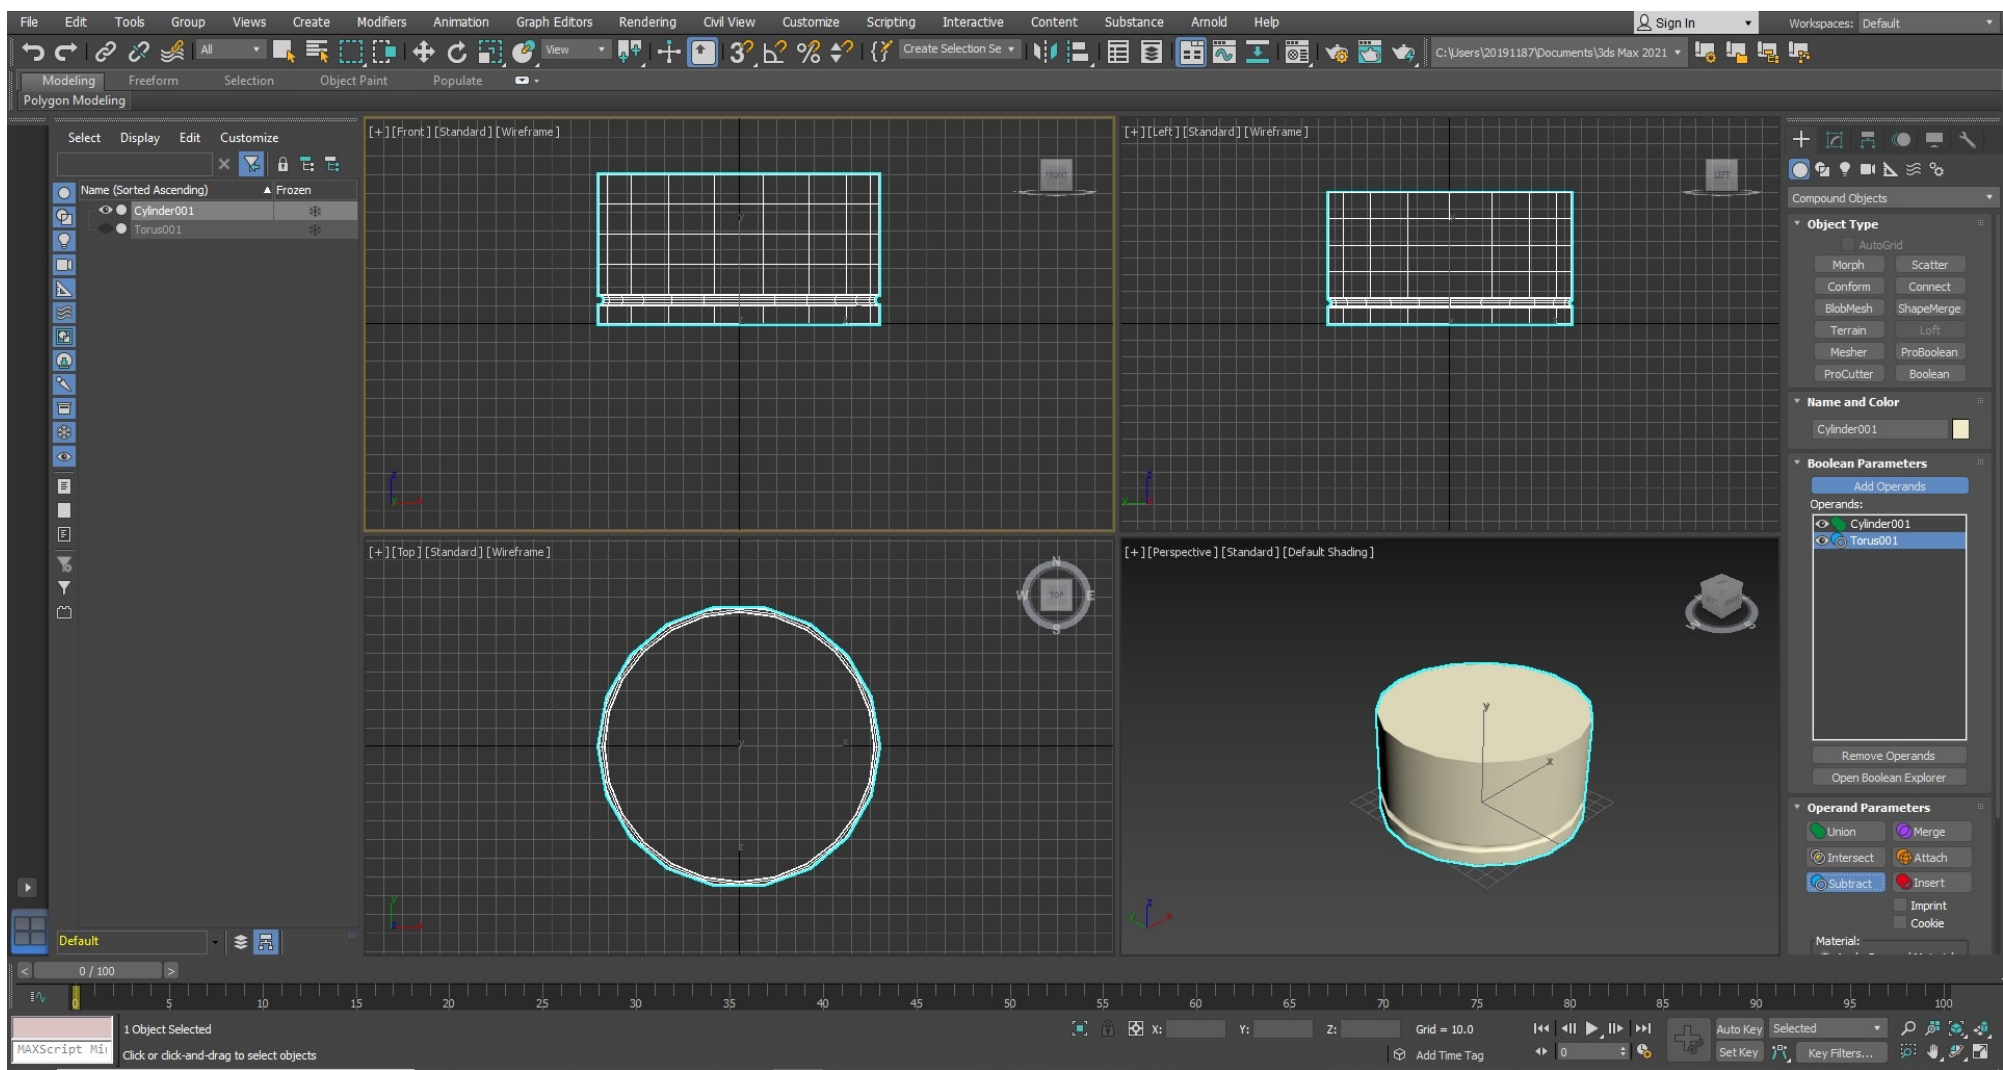 File Edit Tools Group Views Create Modifiers Animation Graph Editors Rendering Civil View Customize Scripting Interactive Content Substance Arnold Help Sign In Workspaces: Default
All View Create Selection Se C:\Users\20191187\Documents\3ds Max 2021
Modeling Freeform Selection Object Paint Populate
Polygon Modeling
Select Display Edit Customize
Name (Sorted Ascending) Frozen
Cylinder001
Torus001
Default
[+] [Front] [Standard] [Wireframe]
FRONT
y
z x
z
y x
[+] [Left] [Standard] [Wireframe]
LEFT
z
y
[+] [Top] [Standard] [Wireframe]
N
W TOP E
S
y x
z
y
z x
[+] [Perspective] [Standard] [Default Shading]
y
x
z
y x
Compound Objects
Object Type
AutoGrid
Morph Scatter
Conform Connect
BlobMesh ShapeMerge
Terrain Loft
Mesher ProBoolean
ProCutter Boolean
Name and Color
Cylinder001
Boolean Parameters
Add Operands
Operands:
Cylinder001
Torus001
Remove Operands
Open Boolean Explorer
Operand Parameters
Union Merge
Intersect Attach
Subtract Insert
Imprint
Cookie
Material:
< 0 / 100 >
0 5 10 15 20 25 30 35 40 45 50 55 60 65 70 75 80 85 90 95 100
1 Object Selected X: Y: Z: Grid = 10.0 Auto Key Selected
MAXScript Mi Click or click-and-drag to select objects Add Time Tag 0 Set Key Key Filters...